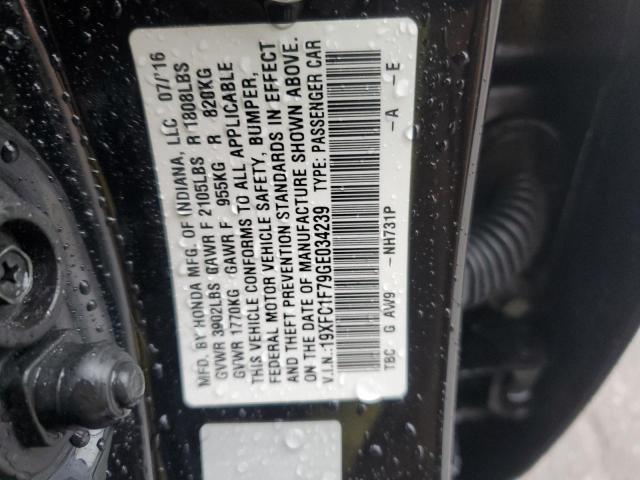 MFD. BY HONDA MFG. OF INDIANA, LLC 07/'16
GVWR 3902LBS GAWR F 2105LBS R 1808LBS
GVWR 1770KG GAWR F 955KG R 820KG
THIS VEHICLE CONFORMS TO ALL APPLICABLE
FEDERAL MOTOR VEHICLE SAFETY, BUMPER,
AND THEFT PREVENTION STANDARDS IN EFFECT
ON THE DATE OF MANUFACTURE SHOWN ABOVE.
V.I.N.:19XFC1F79GE034239 TYPE: PASSENGER CAR
TBC- G AW9 -NH731P -A -E